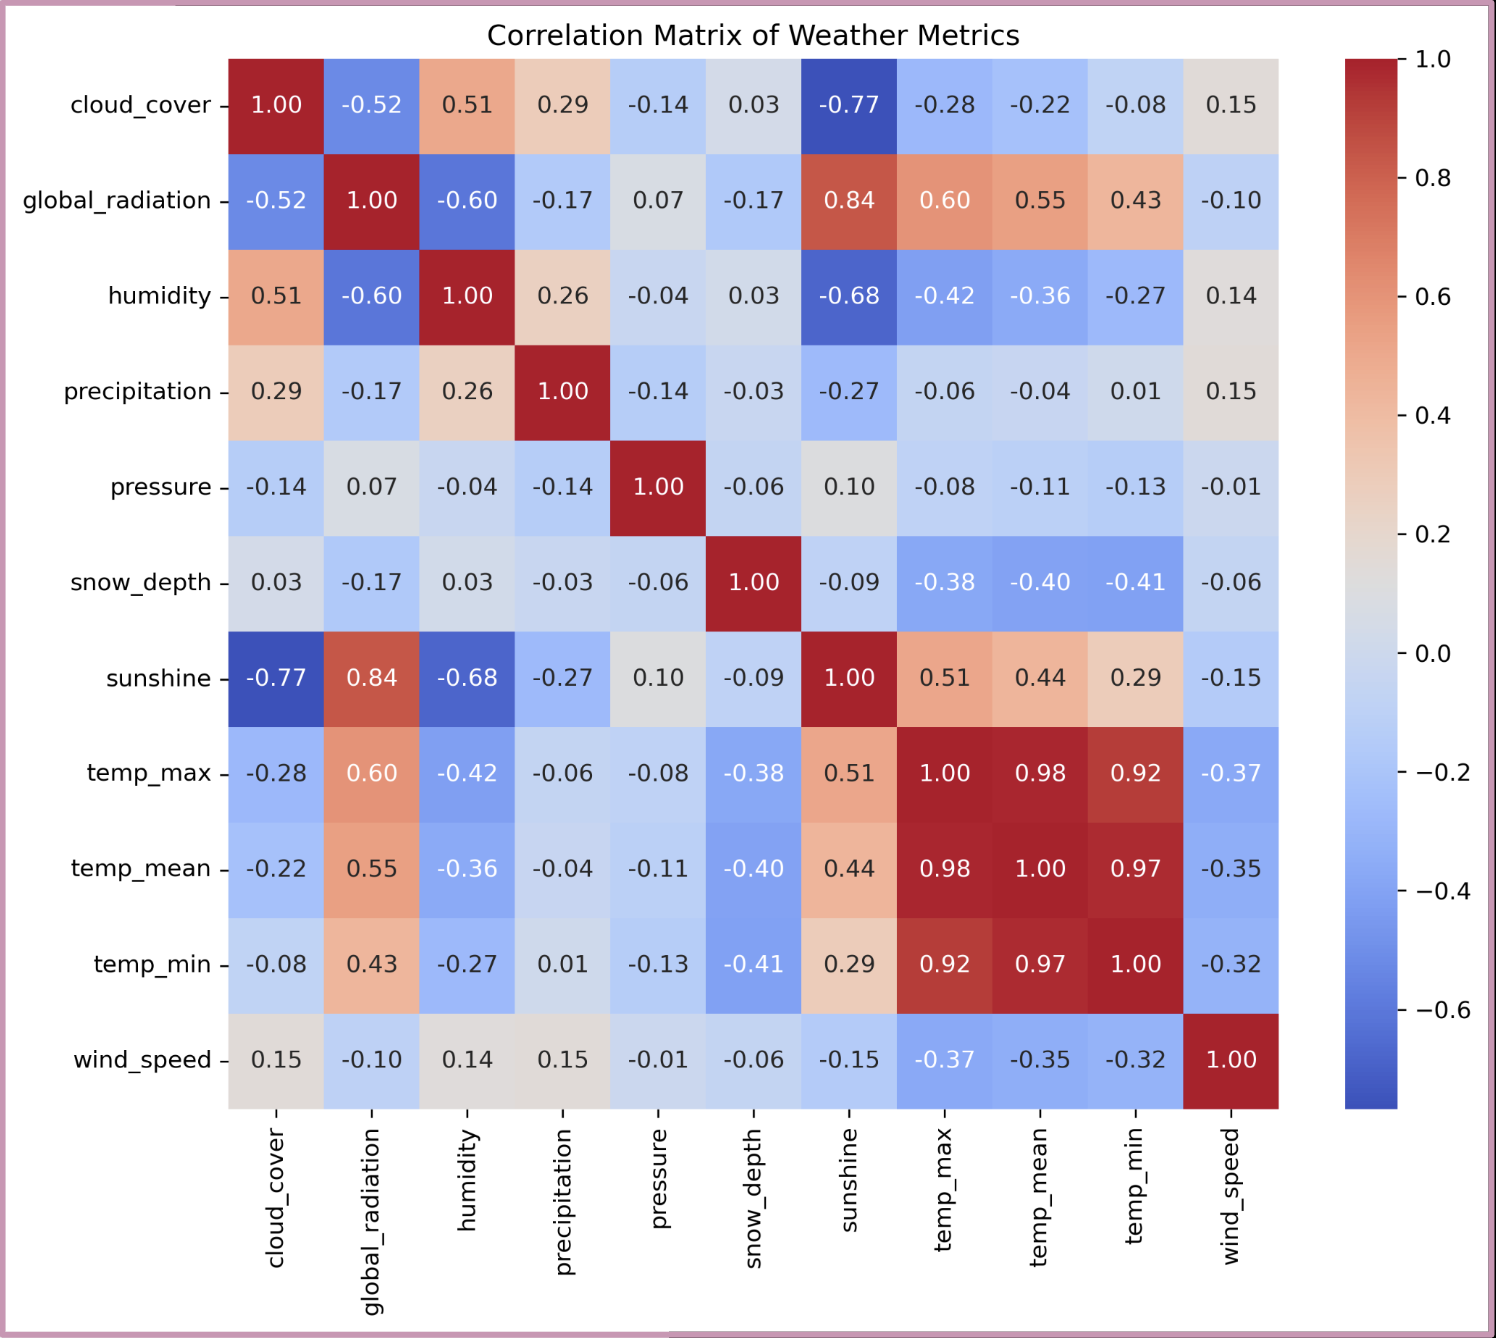 Correlation Matrix of Weather Metrics
cloud_cover 1.00 -0.52 0.51 0.29 -0.14 0.03 -0.77 -0.28 -0.22 -0.08 0.15
global_radiation -0.52 1.00 -0.60 -0.17 0.07 -0.17 0.84 0.60 0.55 0.43 -0.10
humidity 0.51 -0.60 1.00 0.26 -0.04 0.03 -0.68 -0.42 -0.36 -0.27 0.14
precipitation 0.29 -0.17 0.26 1.00 -0.14 -0.03 -0.27 -0.06 -0.04 0.01 0.15
pressure -0.14 0.07 -0.04 -0.14 1.00 -0.06 0.10 -0.08 -0.11 -0.13 -0.01
snow_depth 0.03 -0.17 0.03 -0.03 -0.06 1.00 -0.09 -0.38 -0.40 -0.41 -0.06
sunshine -0.77 0.84 -0.68 -0.27 0.10 -0.09 1.00 0.51 0.44 0.29 -0.15
temp_max -0.28 0.60 -0.42 -0.06 -0.08 -0.38 0.51 1.00 0.98 0.92 -0.37
temp_mean -0.22 0.55 -0.36 -0.04 -0.11 -0.40 0.44 0.98 1.00 0.97 -0.35
temp_min -0.08 0.43 -0.27 0.01 -0.13 -0.41 0.29 0.92 0.97 1.00 -0.32
wind_speed 0.15 -0.10 0.14 0.15 -0.01 -0.06 -0.15 -0.37 -0.35 -0.32 1.00
cloud_cover
global_radiation
humidity
precipitation
pressure
snow_depth
sunshine
temp_max
temp_mean
temp_min
wind_speed
1.0
0.8
0.6
0.4
0.2
0.0
−0.2
−0.4
−0.6